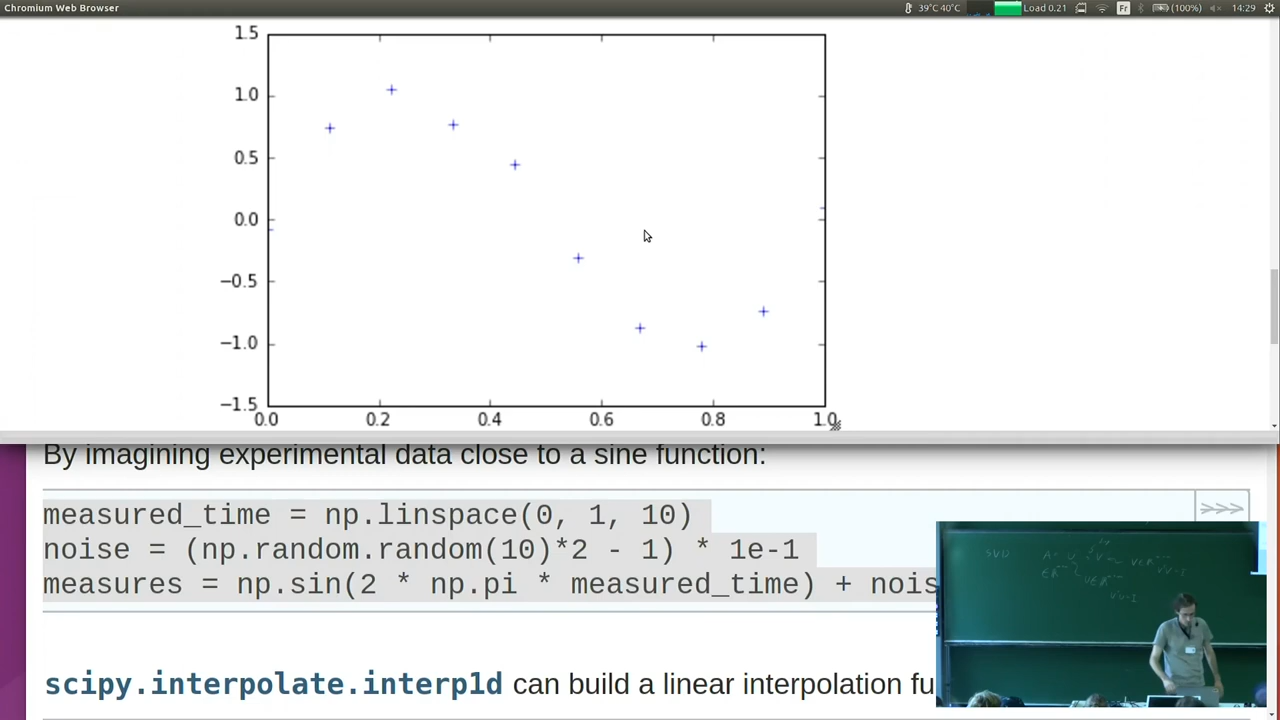 Chromium Web Browser 39°C 40°C Load 0.21 Fr (100%) 14:29
1.5
1.0
0.5
0.0
−0.5
−1.0
−1.5
0.0 0.2 0.4 0.6 0.8 1.0
By imagining experimental data close to a sine function:
measured_time = np.linspace(0, 1, 10)
>>>
noise = (np.random.random(10)*2 - 1) * 1e-1
measures = np.sin(2 * np.pi * measured_time) + nois
SVD
scipy.interpolate.interp1d can build a linear interpolation fu